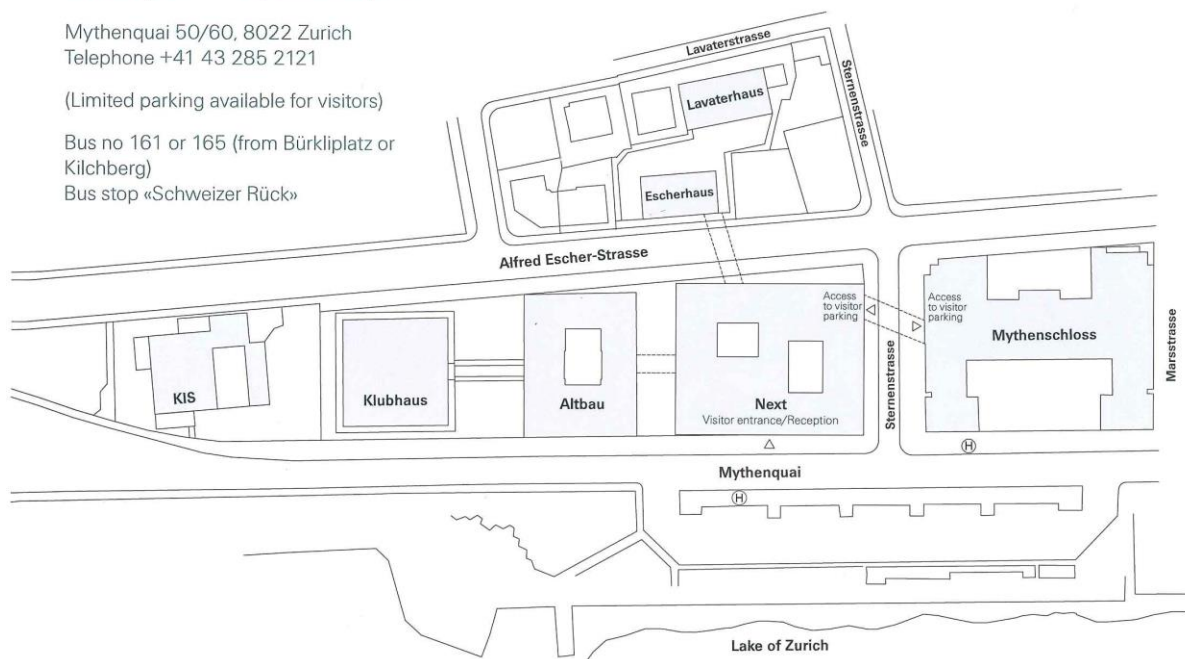 Mythenquai 50/60, 8022 Zurich
Telephone +41 43 285 2121
(Limited parking available for visitors)
Bus no 161 or 165 (from Bürkliplatz or
Kilchberg)
Bus stop «Schweizer Rück»
Lavaterstrasse
Sternenstrasse
Lavaterhaus
Escherhaus
Alfred Escher-Strasse
Access
to visitor
parking
Access
to visitor
parking
Mythenschloss
Marsstrasse
Sternenstrasse
KIS
Klubhaus
Altbau
Next
Visitor entrance/Reception
H
Mythenquai
H
Lake of Zurich